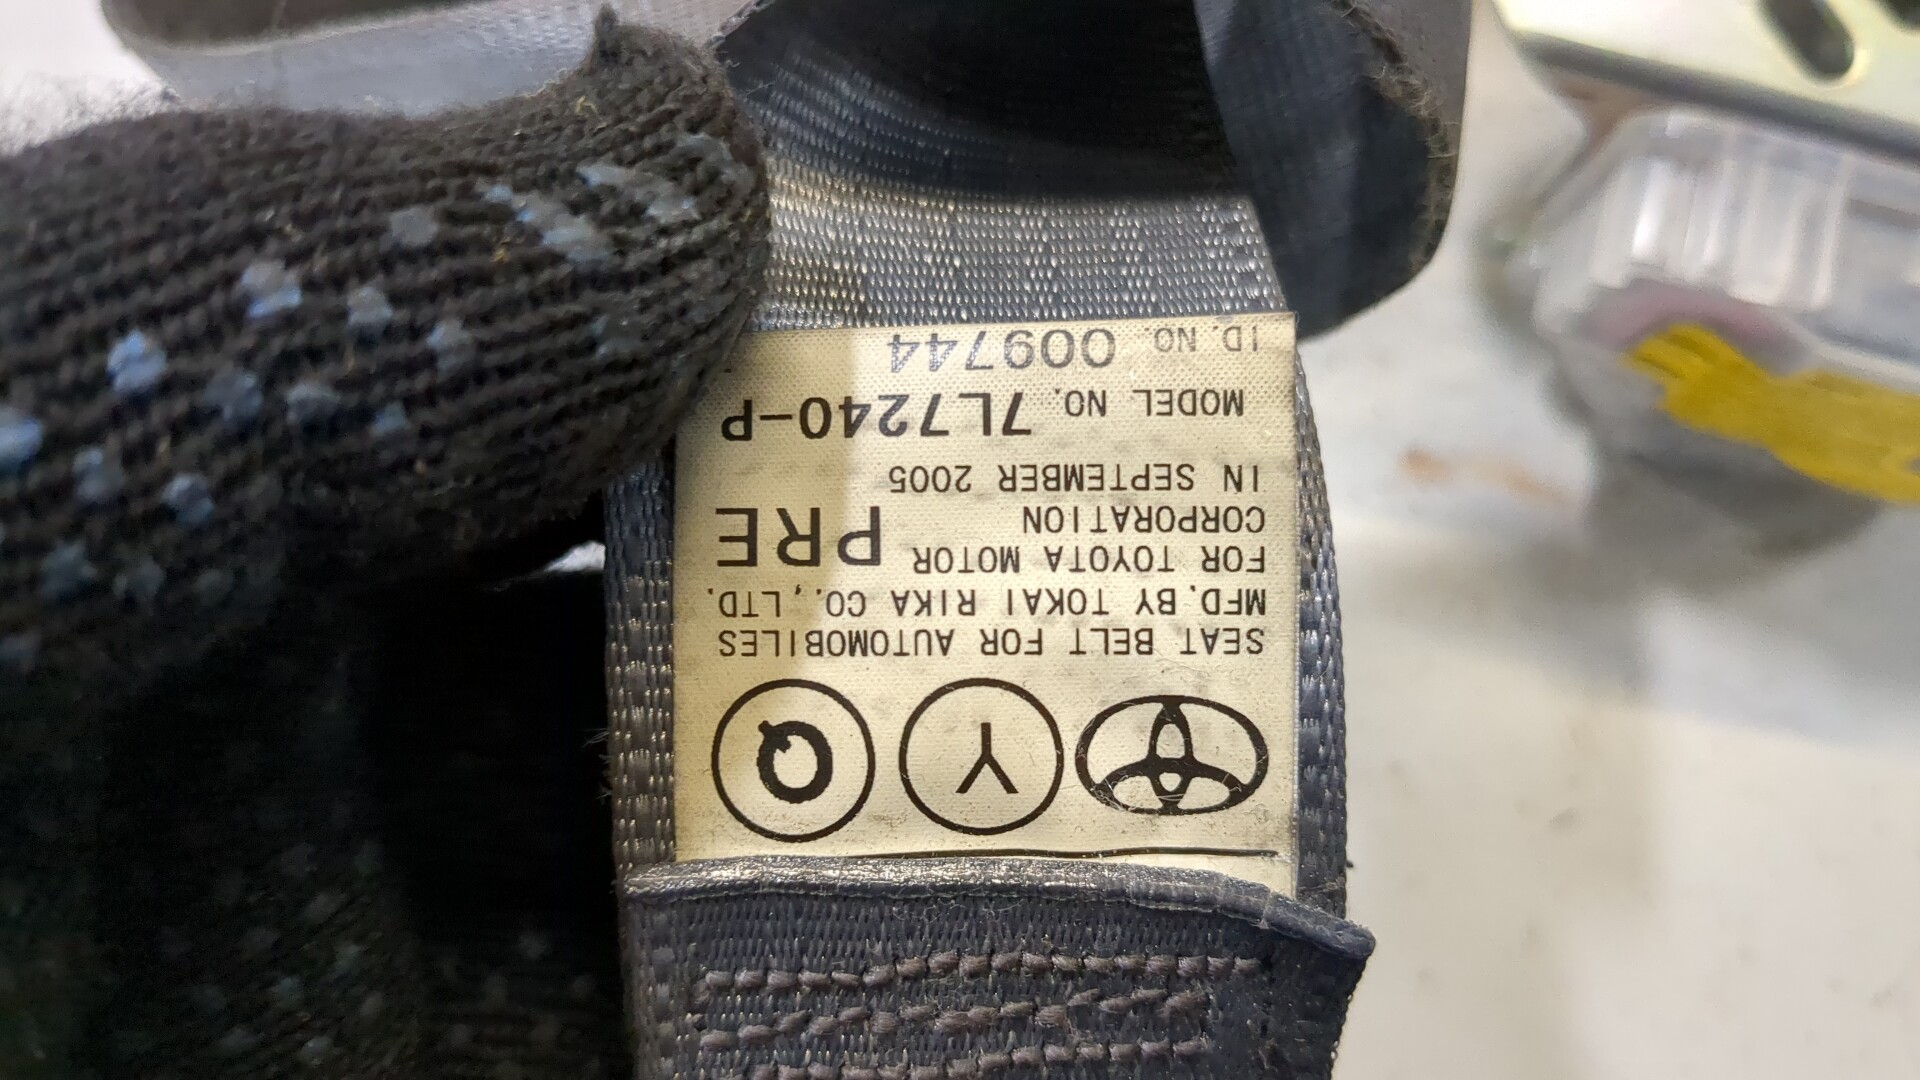 Y Q
SEAT BELT FOR AUTOMOBILES
MFD. BY TOKAI RIKA CO., LTD.
FOR TOYOTA MOTOR
CORPORATION PRE
IN SEPTEMBER 2005
MODEL NO. 7L7240-P
ID. NO. 009744